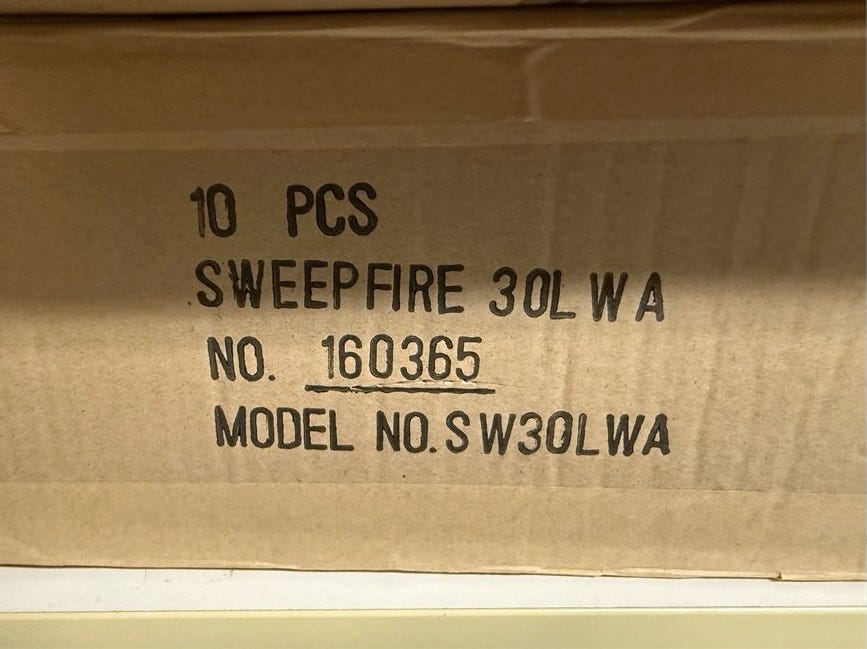 10 PCS
SWEEPFIRE 30LWA
NO. 160365
MODEL NO. SW30LWA